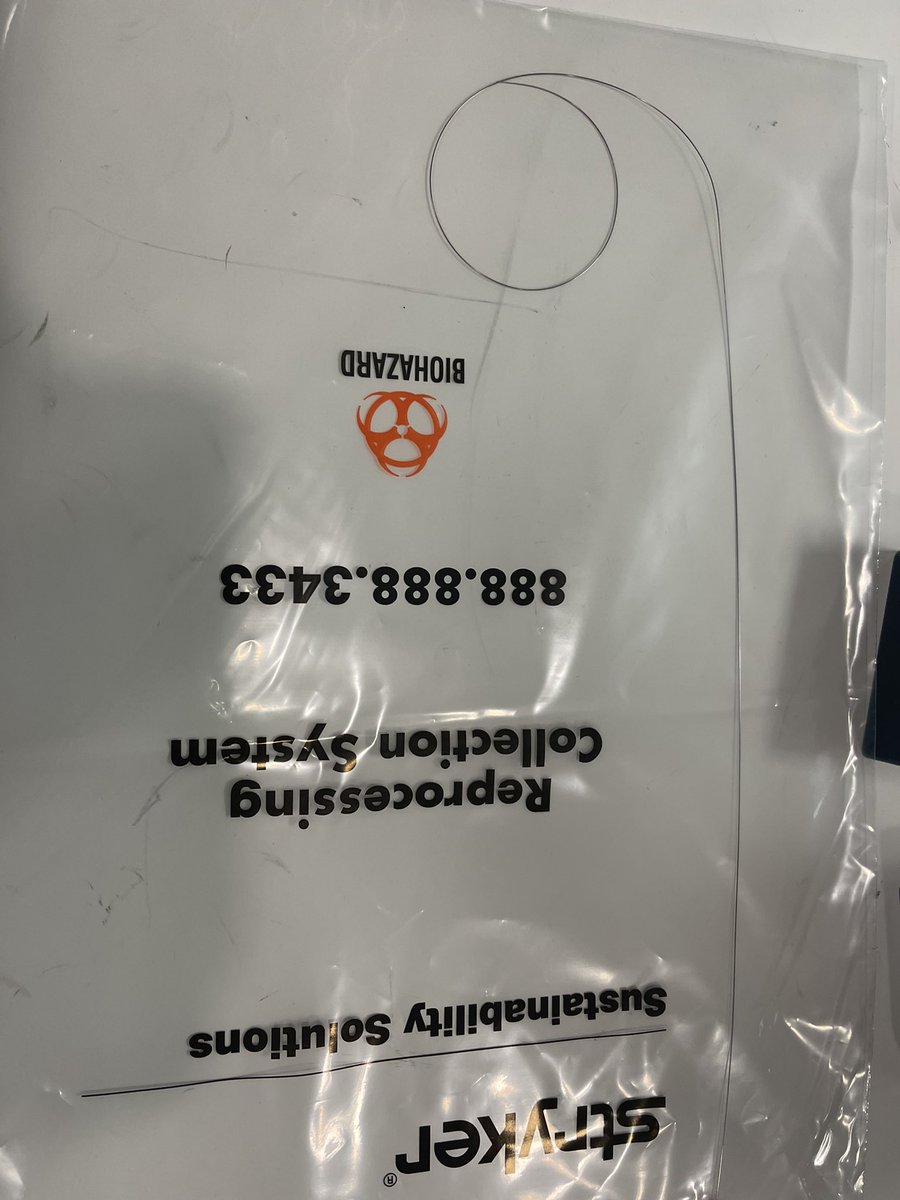 stryker®
Sustainability Solutions
Reprocessing
Collection System
888.888.3433
BIOHAZARD